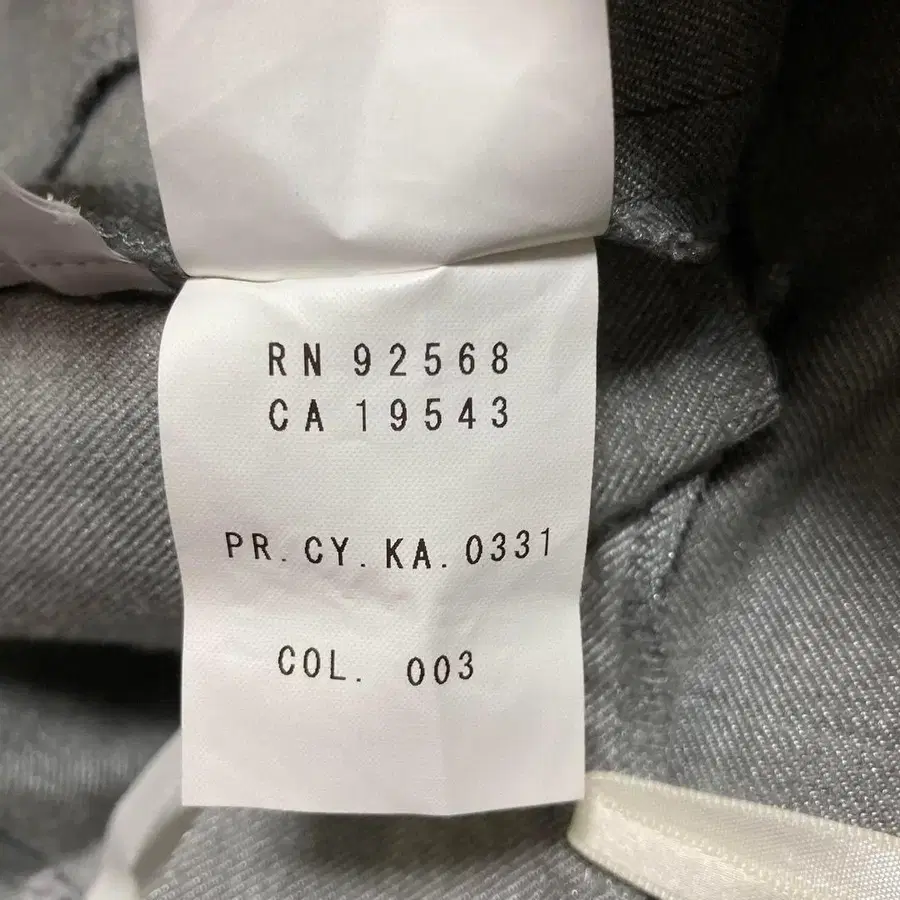 RN 92568
CA 19543
PR. CY. KA. 0331
COL. 003